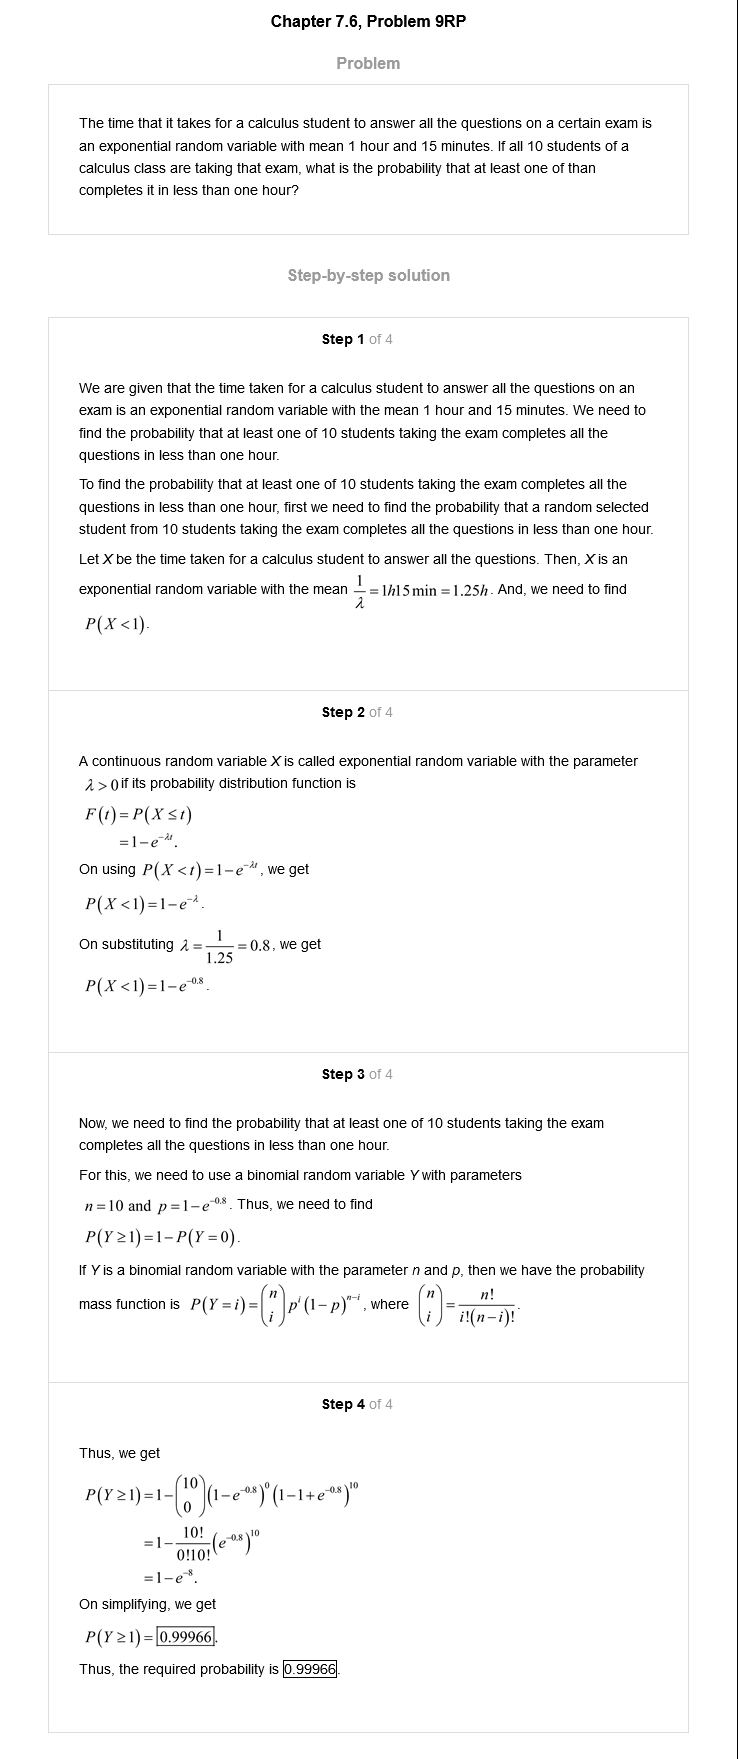 Chapter 7.6, Problem 9RP
Problem
The time that it takes for a calculus student to answer all the questions on a certain exam is
an exponential random variable with mean 1 hour and 15 minutes. If all 10 students of a
calculus class are taking that exam, what is the probability that at least one of than
completes it in less than one hour?
Step-by-step solution
Step 1 of 4
We are given that the time taken for a calculus student to answer all the questions on an
exam is an exponential random variable with the mean 1 hour and 15 minutes. We need to
find the probability that at least one of 10 students taking the exam completes all the
questions in less than one hour.
To find the probability that at least one of 10 students taking the exam completes all the
questions in less than one hour, first we need to find the probability that a random selected
student from 10 students taking the exam completes all the questions in less than one hour.
Let X be the time taken for a calculus student to answer all the questions. Then, X is an
exponential random variable with the mean 1/λ = 1h15 min = 1.25h. And, we need to find
P(X < 1).
Step 2 of 4
A continuous random variable X is called exponential random variable with the parameter
λ > 0 if its probability distribution function is
F(t) = P(X ≤ t)
= 1 − e^{−λt}.
On using P(X < t) = 1 − e^{−λt}, we get
P(X < 1) = 1 − e^{−λ}.
On substituting λ = 1/1.25 = 0.8, we get
P(X < 1) = 1 − e^{−0.8}.
Step 3 of 4
Now, we need to find the probability that at least one of 10 students taking the exam
completes all the questions in less than one hour.
For this, we need to use a binomial random variable Y with parameters
n = 10 and p = 1 − e^{−0.8}. Thus, we need to find
P(Y ≥ 1) = 1 − P(Y = 0).
If Y is a binomial random variable with the parameter n and p, then we have the probability
mass function is P(Y = i) = (n i) p^i (1 − p)^{n−i}, where (n i) = n!/i!(n − i)!.
Step 4 of 4
Thus, we get
P(Y ≥ 1) = 1 − (10 0)(1 − e^{−0.8})^0 (1 − 1 + e^{−0.8})^{10}
= 1 − 10!/0!10! (e^{−0.8})^{10}
= 1 − e^{−8}.
On simplifying, we get
P(Y ≥ 1) = 0.99966.
Thus, the required probability is 0.99966.